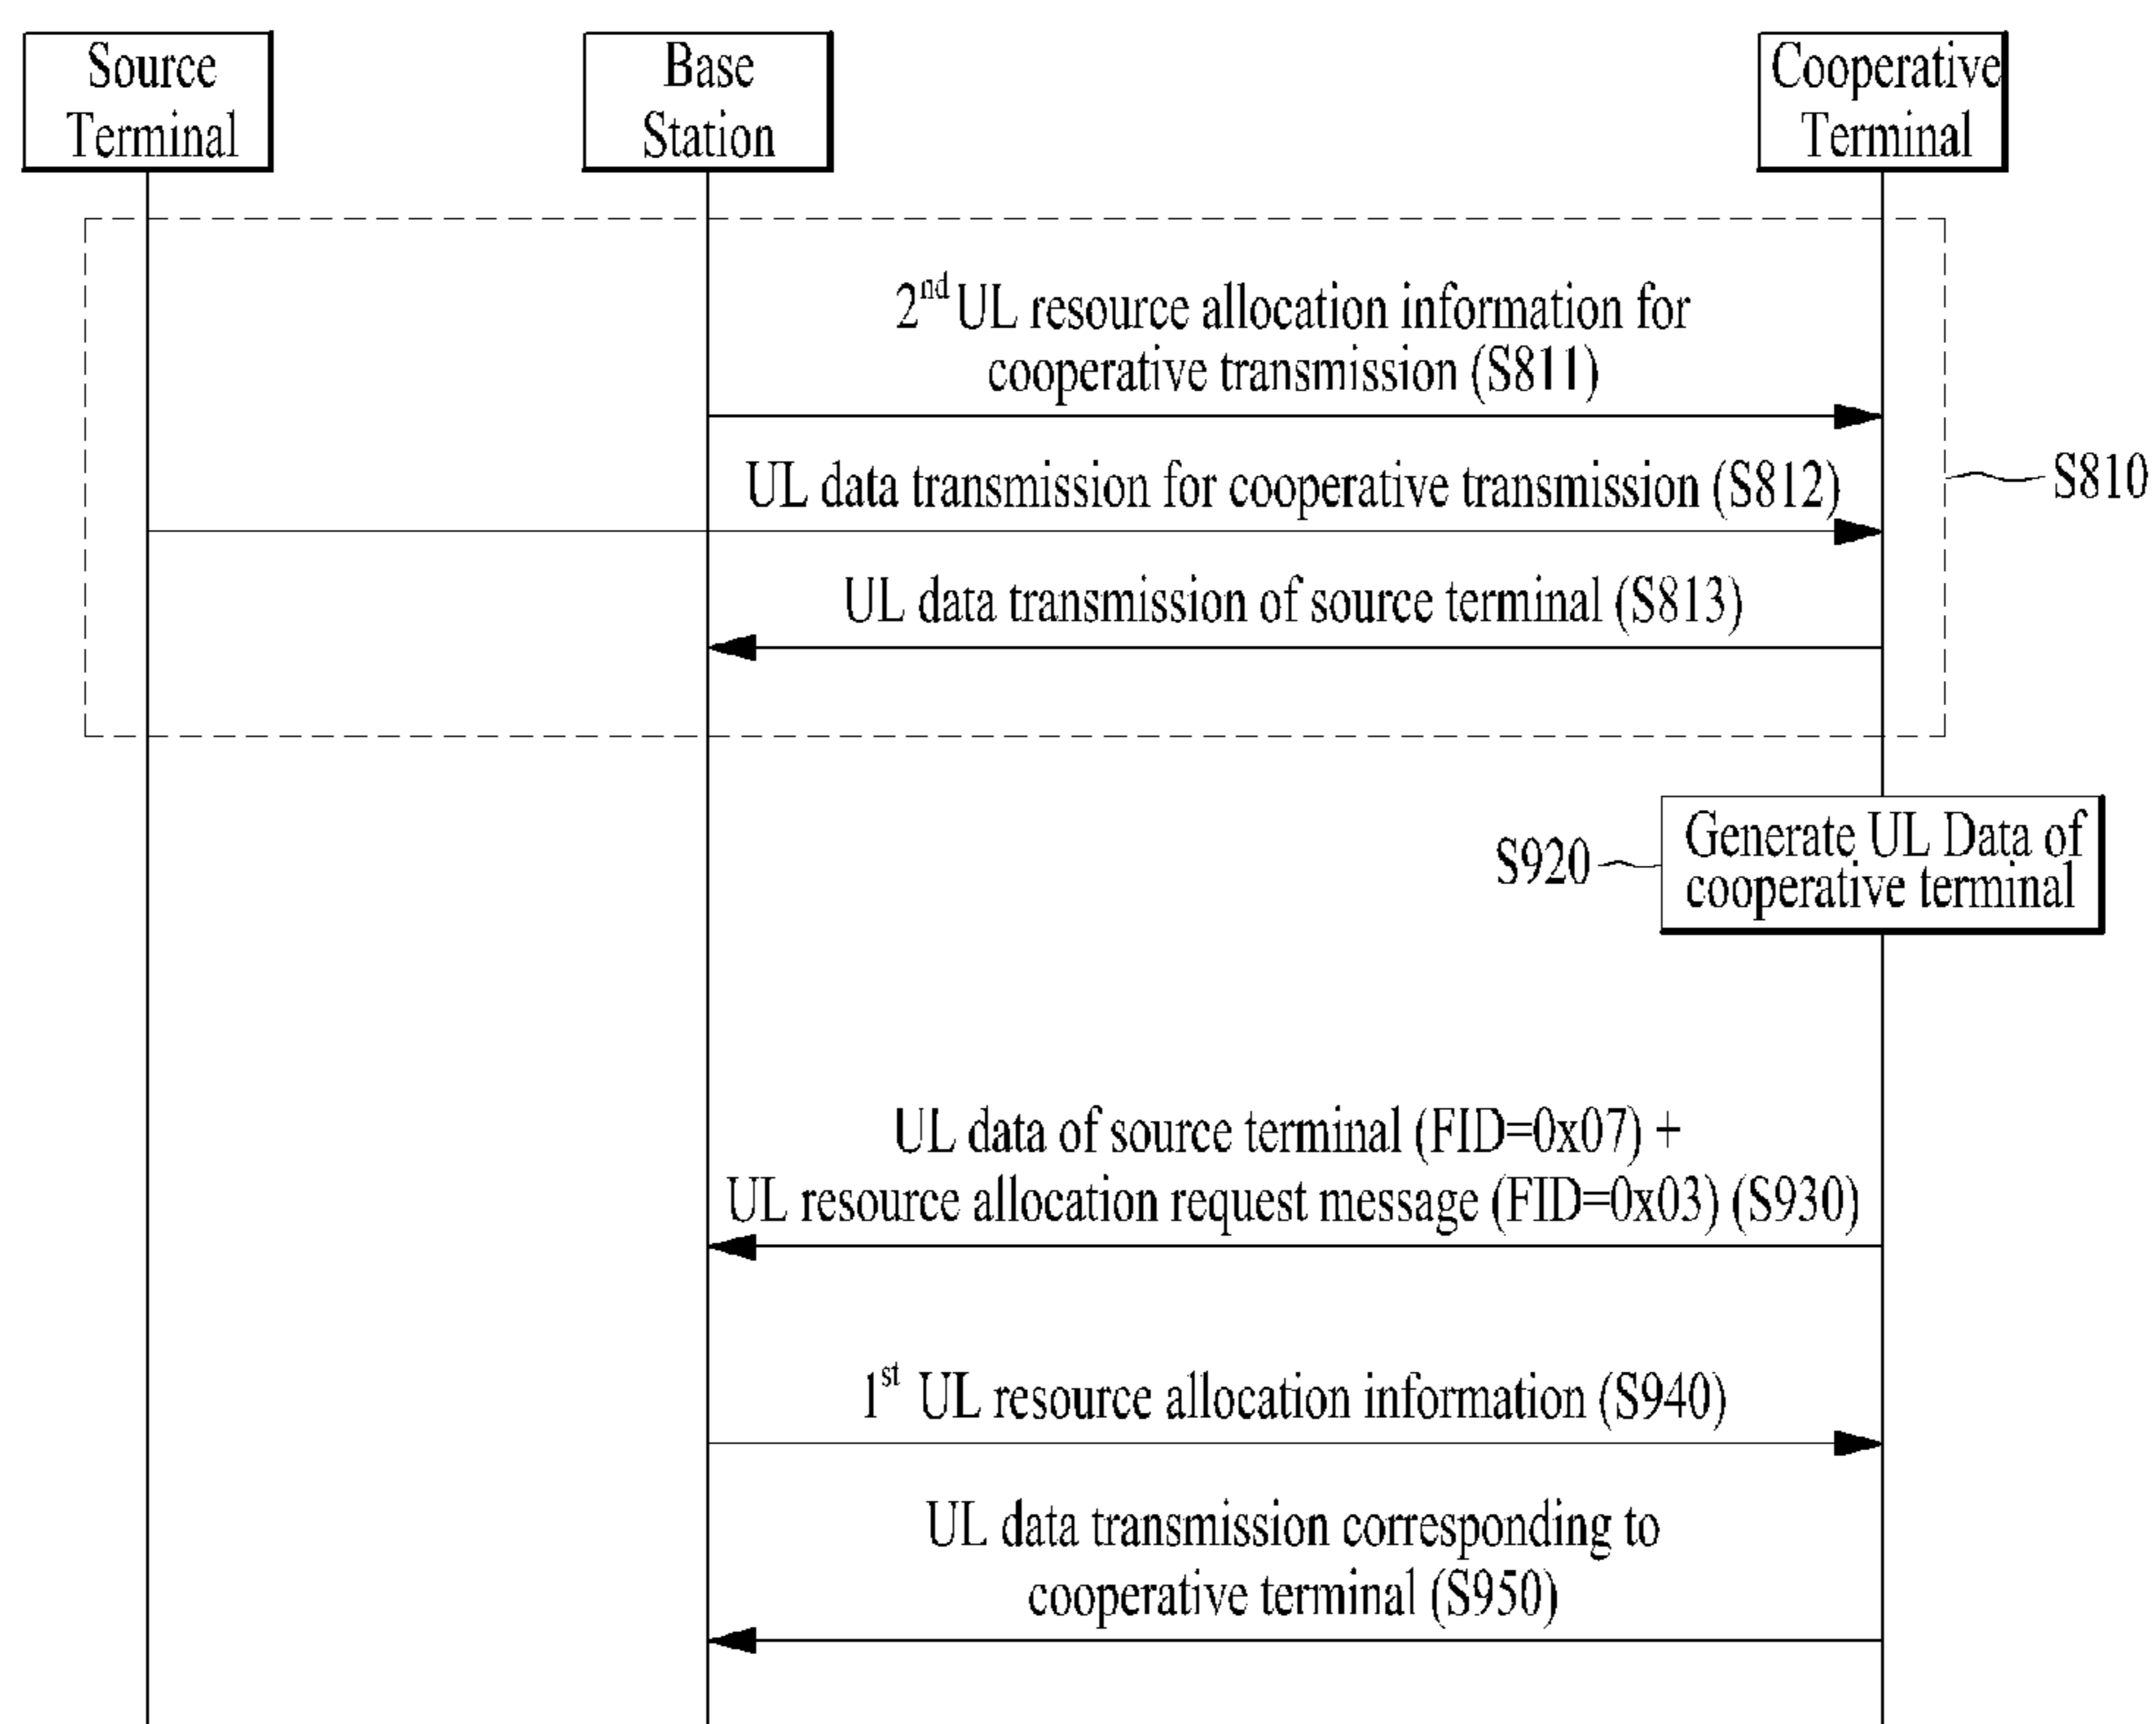 Source
Terminal
Base
Station
Cooperative
Terminal
2nd UL resource allocation information for
cooperative transmission (S811)
UL data transmission for cooperative transmission (S812)
S810
UL data transmission of source terminal (S813)
S920
Generate UL Data of
cooperative terminal
UL data of source terminal (FID=0x07) +
UL resource allocation request message (FID=0x03) (S930)
1st UL resource allocation information (S940)
UL data transmission corresponding to
cooperative terminal (S950)